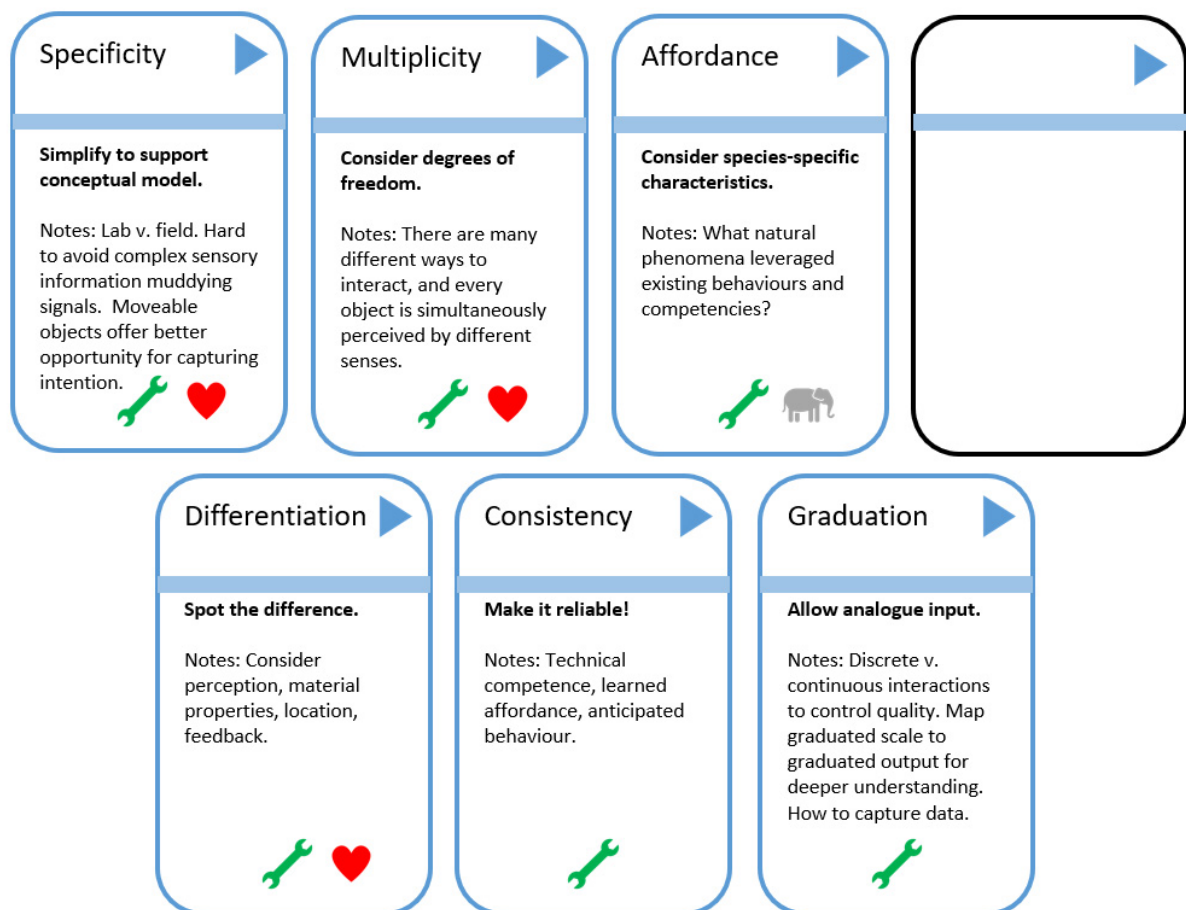 Specificity
Simplify to support
conceptual model.
Notes: Lab v. field. Hard
to avoid complex sensory
information muddying
signals.  Moveable
objects offer better
opportunity for capturing
intention.
Multiplicity
Consider degrees of
freedom.
Notes: There are many
different ways to
interact, and every
object is simultaneously
perceived by different
senses.
Affordance
Consider species-specific
characteristics.
Notes: What natural
phenomena leveraged
existing behaviours and
competencies?
Differentiation
Spot the difference.
Notes: Consider
perception, material
properties, location,
feedback.
Consistency
Make it reliable!
Notes: Technical
competence, learned
affordance, anticipated
behaviour.
Graduation
Allow analogue input.
Notes: Discrete v.
continuous interactions
to control quality. Map
graduated scale to
graduated output for
deeper understanding.
How to capture data.